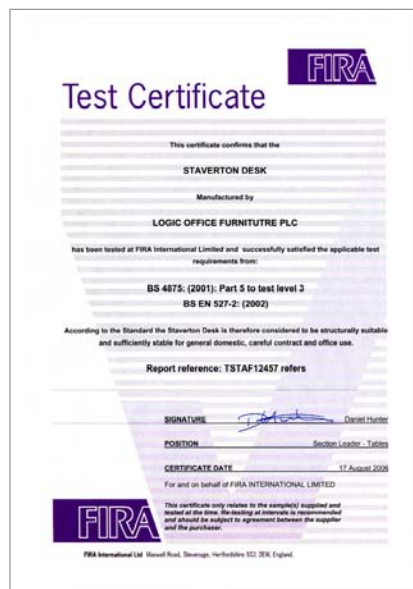 FIRA
Test Certificate
This certificate confirms that the
STAVERTON DESK
Manufactured by
LOGIC OFFICE FURNITUTRE PLC
has been tested at FIRA International Limited and successfully satisfied the applicable test
requirements from:
BS 4875: (2001): Part 5 to test level 3
BS EN 527-2: (2002)
According to the Standard the Staverton Desk is therefore considered to be structurally suitable
and sufficiently stable for general domestic, careful contract and office use.
Report reference: TSTAF12457 refers
SIGNATURE Daniel Hunter
POSITION Section Leader - Tables
CERTIFICATE DATE 17 August 2006
For and on behalf of FIRA INTERNATIONAL LIMITED
This certificate only relates to the sample(s) supplied and
tested at the time. Re-testing at intervals is recommended
and should be subject to agreement between the supplier
and the purchaser.
FIRA
FIRA International Ltd Maxwell Road, Stevenage, Hertfordshire SG1 2EW, England.